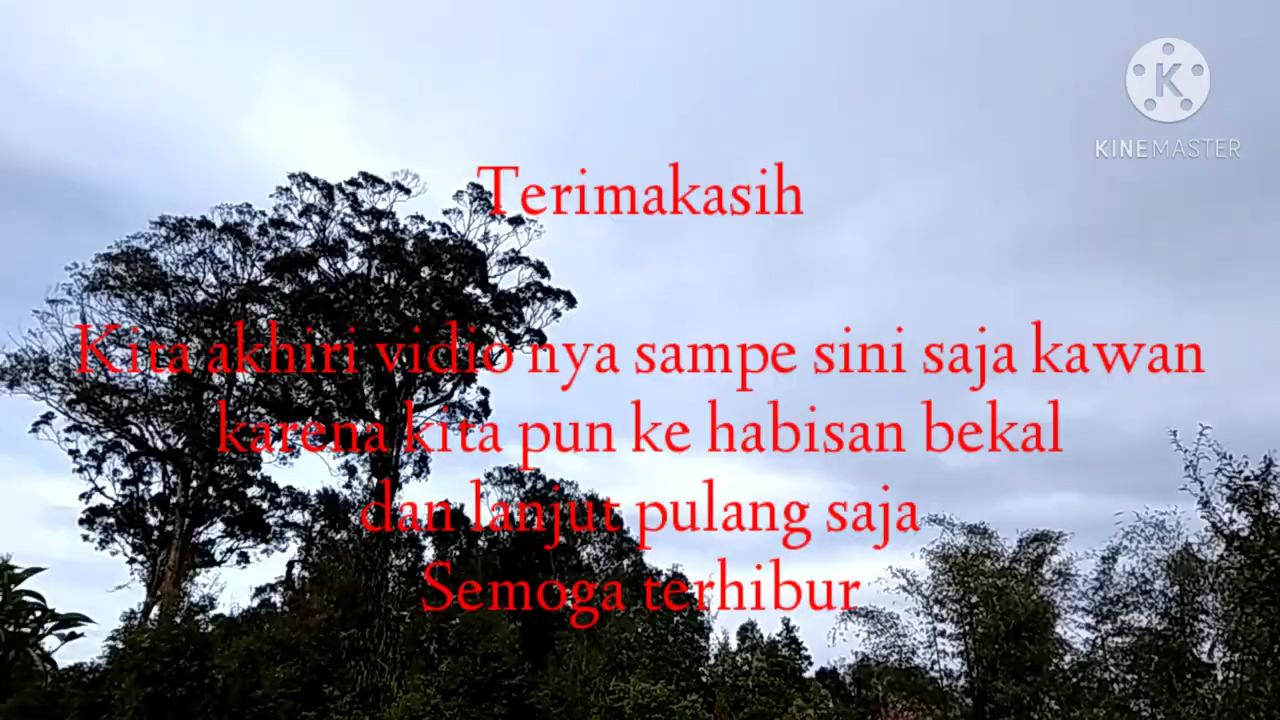 K
KINEMASTER
Terimakasih
Kita akhiri vidio nya sampe sini saja kawan
karena kita pun ke habisan bekal
dan lanjut pulang saja
Semoga terhibur